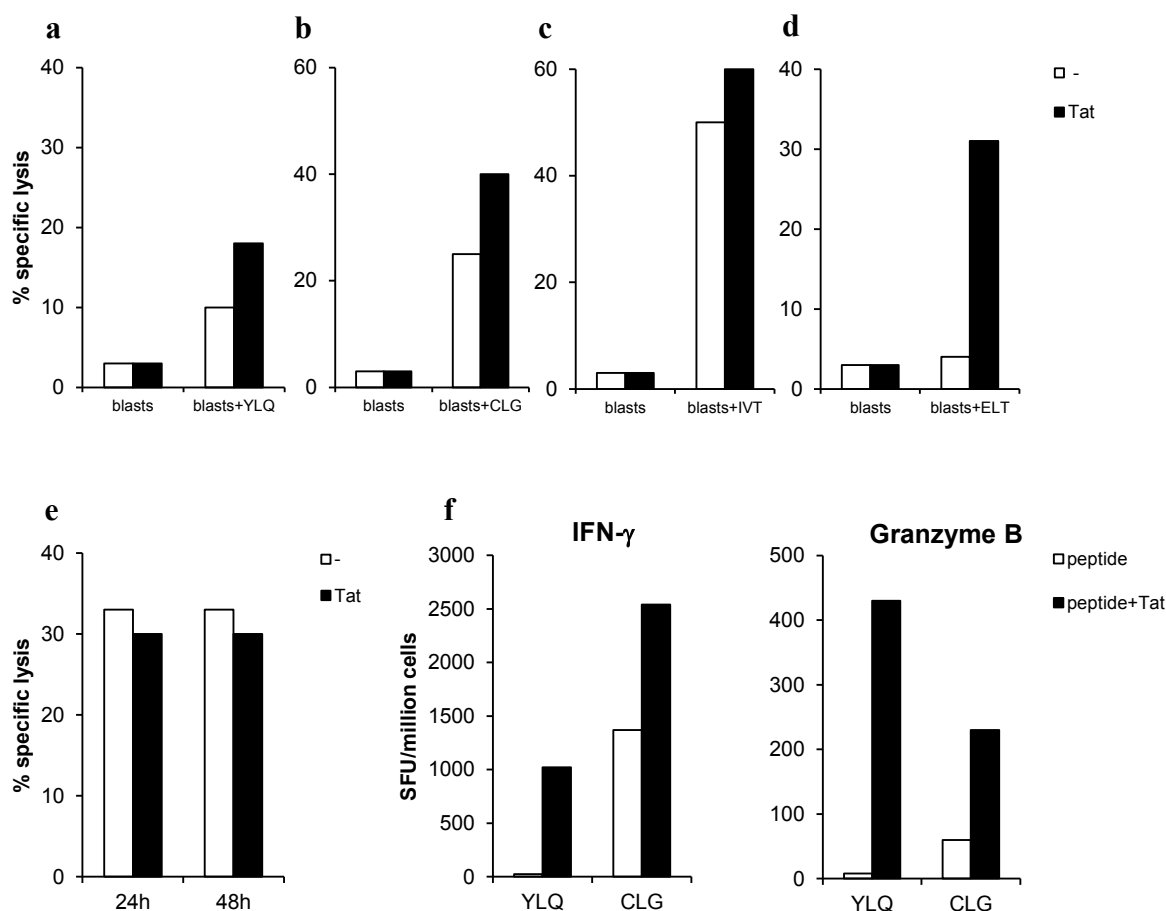 a
b
c
d
% specific lysis
40
30
20
10
0
blasts blasts+YLQ
60
40
20
0
blasts blasts+CLG
60
40
20
0
blasts blasts+IVT
40
30
20
10
0
blasts blasts+ELT
-
Tat
e
% specific lysis
40
30
20
10
0
24h 48h
-
Tat
f
IFN-γ
SFU/million cells
3000
2500
2000
1500
1000
500
0
YLQ CLG
Granzyme B
500
400
300
200
100
0
YLQ CLG
peptide
peptide+Tat